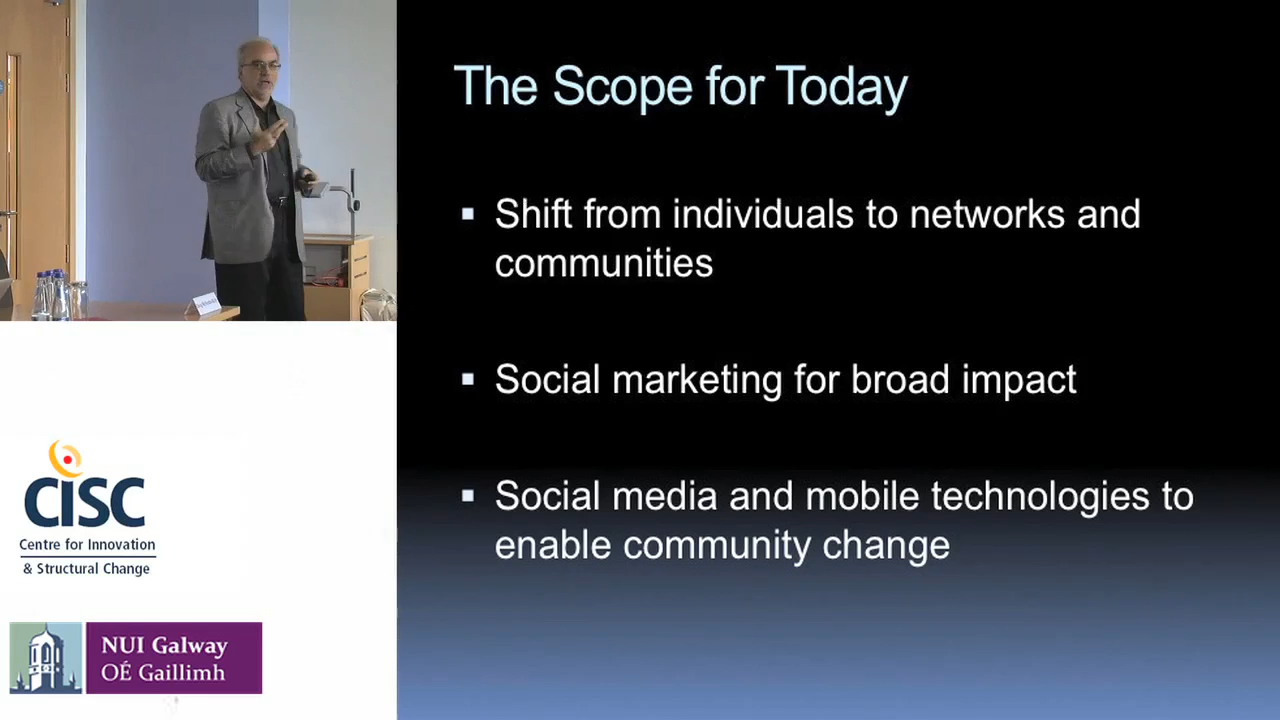 The Scope for Today
▪ Shift from individuals to networks and
communities
▪ Social marketing for broad impact
▪ Social media and mobile technologies to
enable community change
CISC
Centre for Innovation
& Structural Change
NUI Galway
OÉ Gaillimh